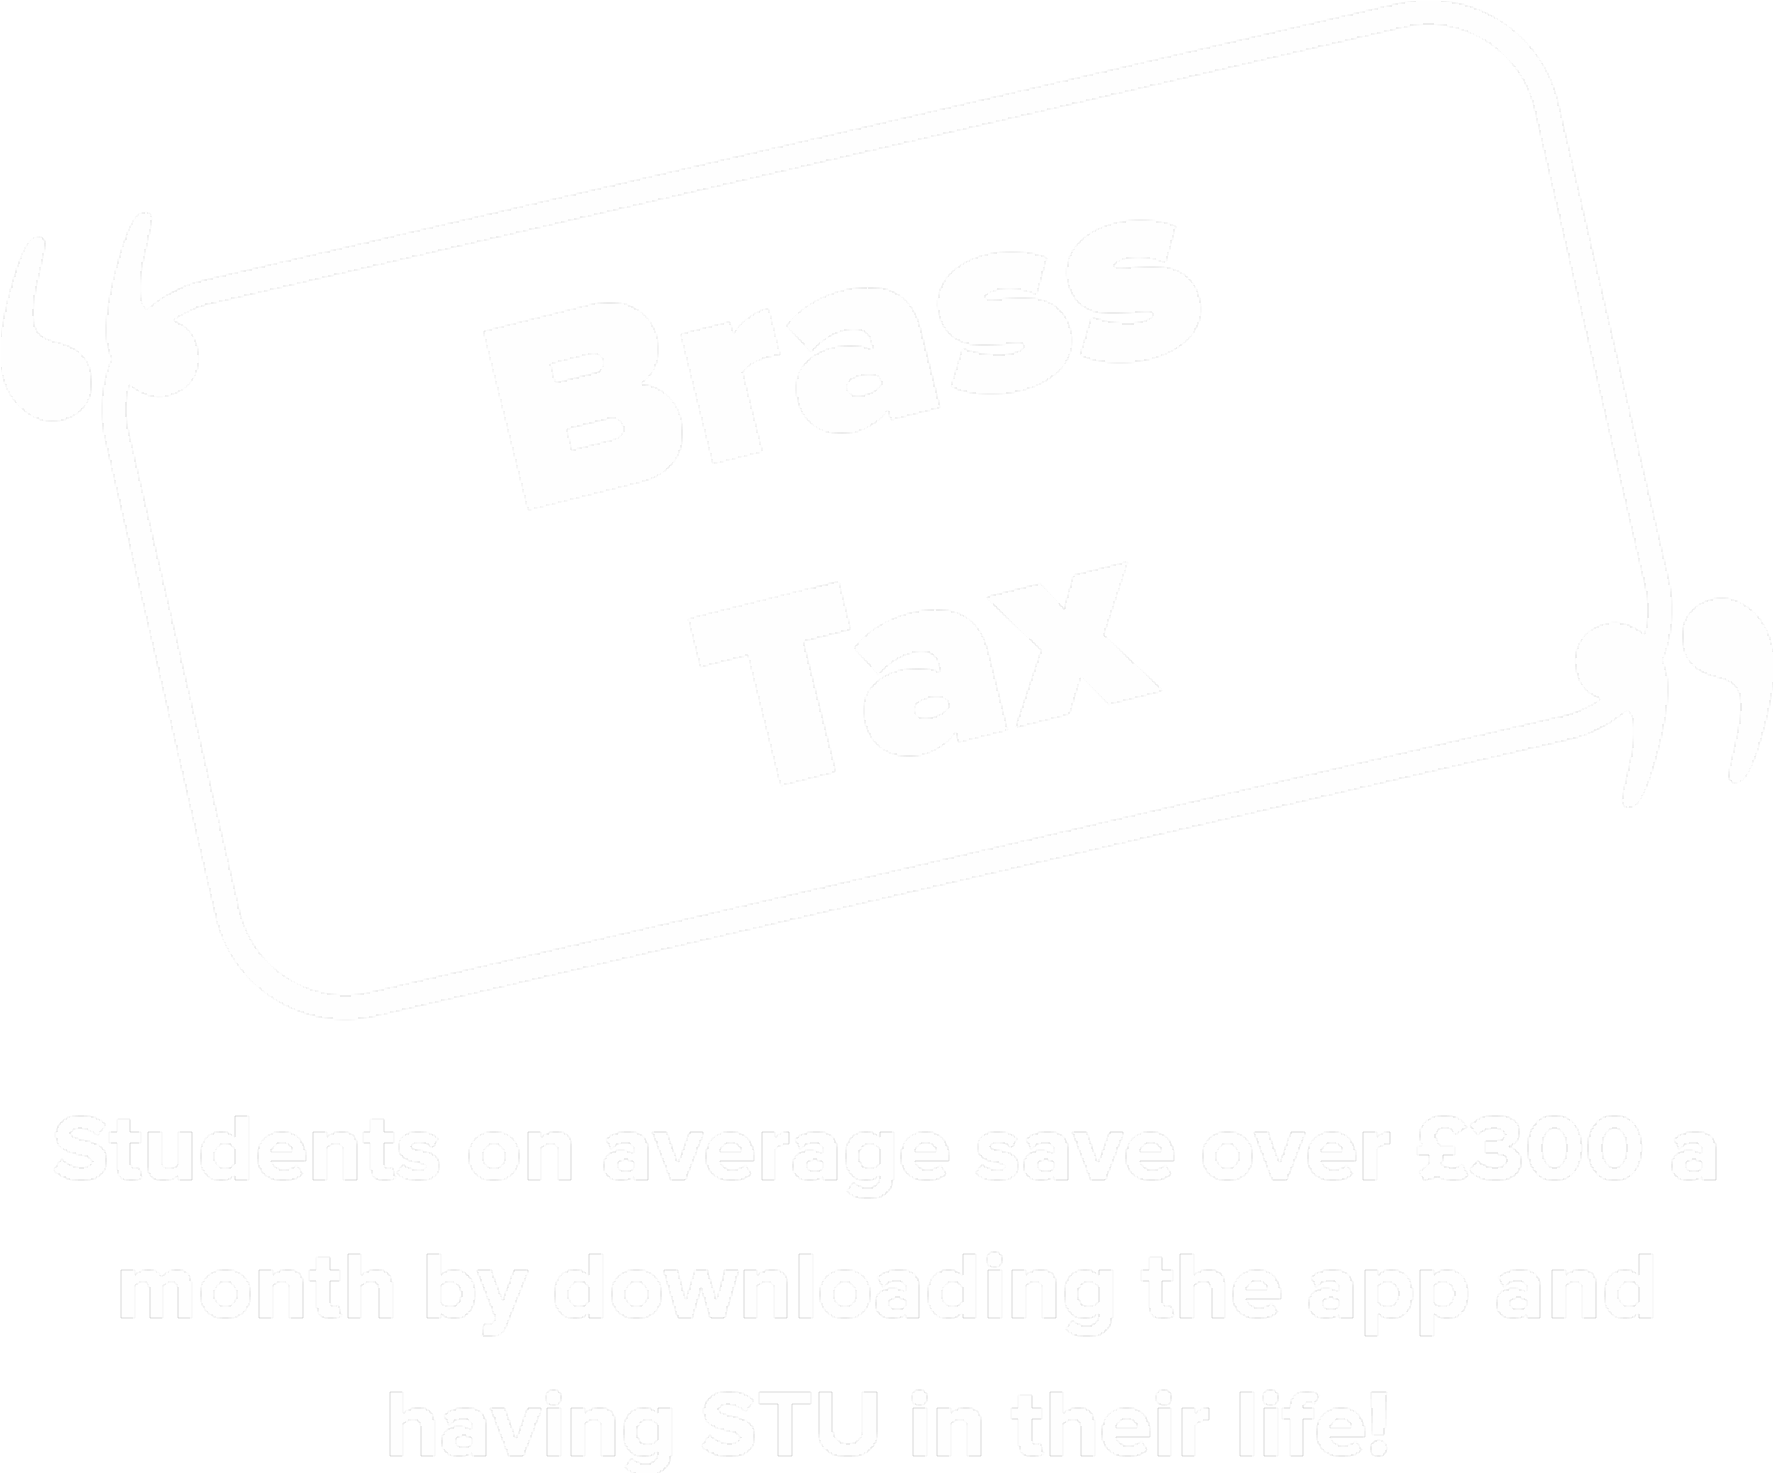 Brass
Tax
Students on average save over £300 a
month by downloading the app and
having STU in their life!